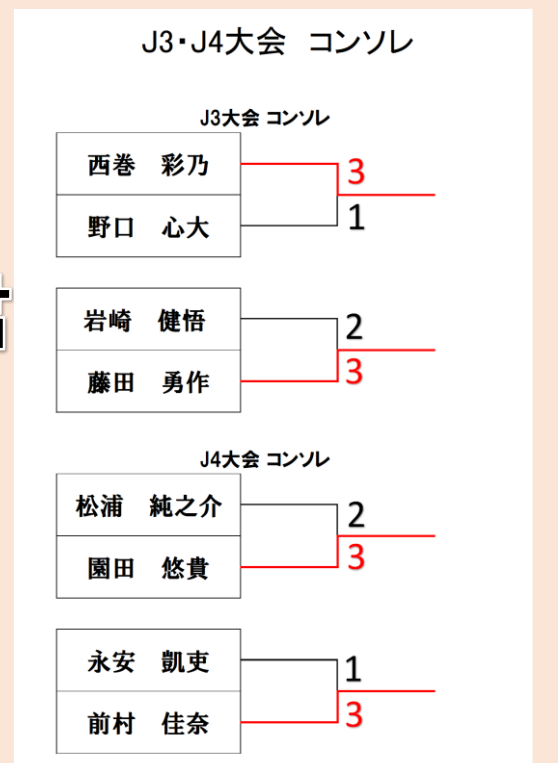 J3・J4大会　コンソレ
J3大会 コンソレ
西巻　彩乃
3
野口　心大
1
岩崎　健悟
2
藤田　勇作
3
J4大会 コンソレ
松浦　純之介
2
園田　悠貴
3
永安　凱吏
1
前村　佳奈
3